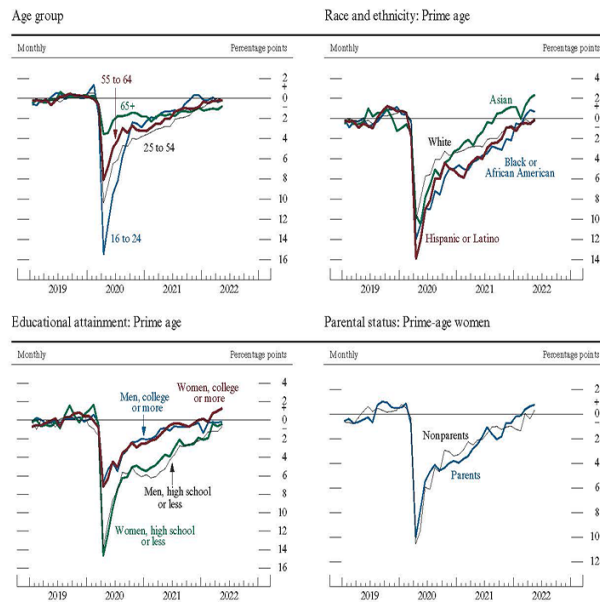 Age group
Monthly
Percentage points
55 to 64
65+
25 to 54
16 to 24
2
+
0
-
2
4
6
8
10
12
14
16
2019
2020
2021
2022
Race and ethnicity: Prime age
Monthly
Percentage points
Asian
White
Black or
African American
Hispanic or Latino
4
2
+
0
-
2
4
6
8
10
12
14
2019
2020
2021
2022
Educational attainment: Prime age
Monthly
Percentage points
Women, college
or more
Men, college
or more
Men, high school
or less
Women, high school
or less
4
2
+
0
-
2
4
6
8
10
12
14
16
2019
2020
2021
2022
Parental status: Prime-age women
Monthly
Percentage points
Nonparents
Parents
2
+
0
-
2
4
6
8
10
12
2019
2020
2021
2022